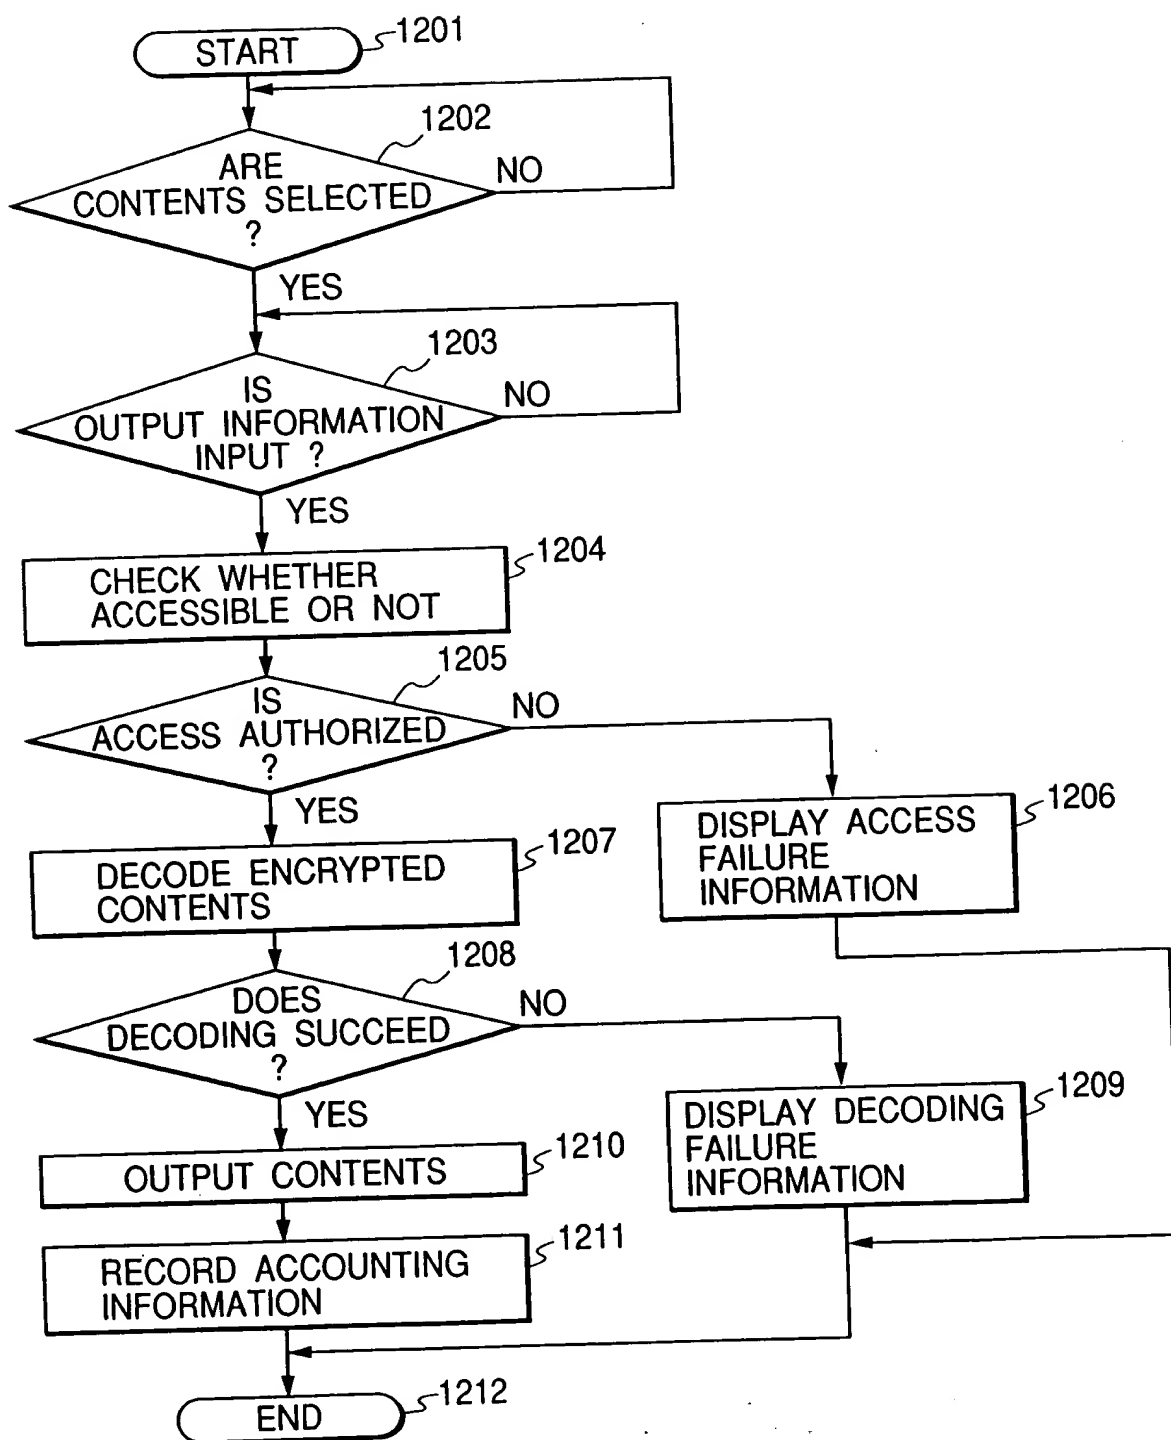 START
1201
1202
ARE
CONTENTS SELECTED
?
NO
YES
1203
IS
OUTPUT INFORMATION
INPUT ?
NO
YES
1204
CHECK WHETHER
ACCESSIBLE OR NOT
1205
IS
ACCESS AUTHORIZED
?
NO
YES
1206
DISPLAY ACCESS
FAILURE
INFORMATION
1207
DECODE ENCRYPTED
CONTENTS
1208
DOES
DECODING SUCCEED
?
NO
YES
1209
DISPLAY DECODING
FAILURE
INFORMATION
1210
OUTPUT CONTENTS
1211
RECORD ACCOUNTING
INFORMATION
END
1212